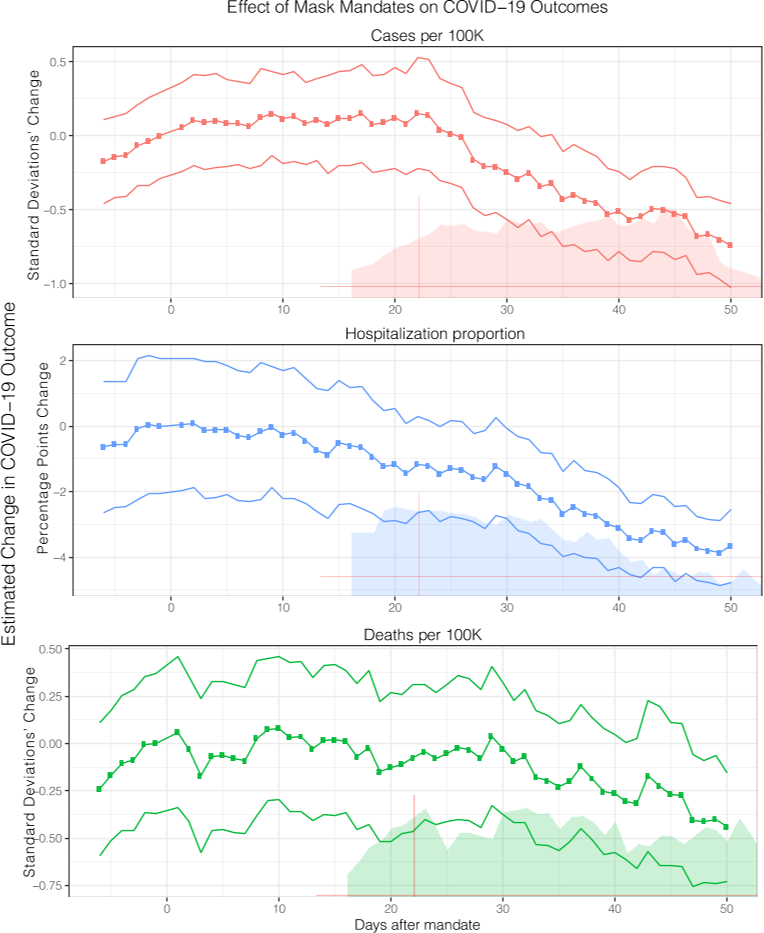 Effect of Mask Mandates on COVID−19 Outcomes
Cases per 100K
Standard Deviations' Change
0.5
0.0
−0.5
−1.0
0 10 20 30 40 50
Hospitalization proportion
Estimated Change in COVID−19 Outcome
Percentage Points Change
2
0
−2
−4
0 10 20 30 40 50
Deaths per 100K
Standard Deviations' Change
0.50
0.25
0.00
−0.25
−0.50
−0.75
0 10 20 30 40 50
Days after mandate